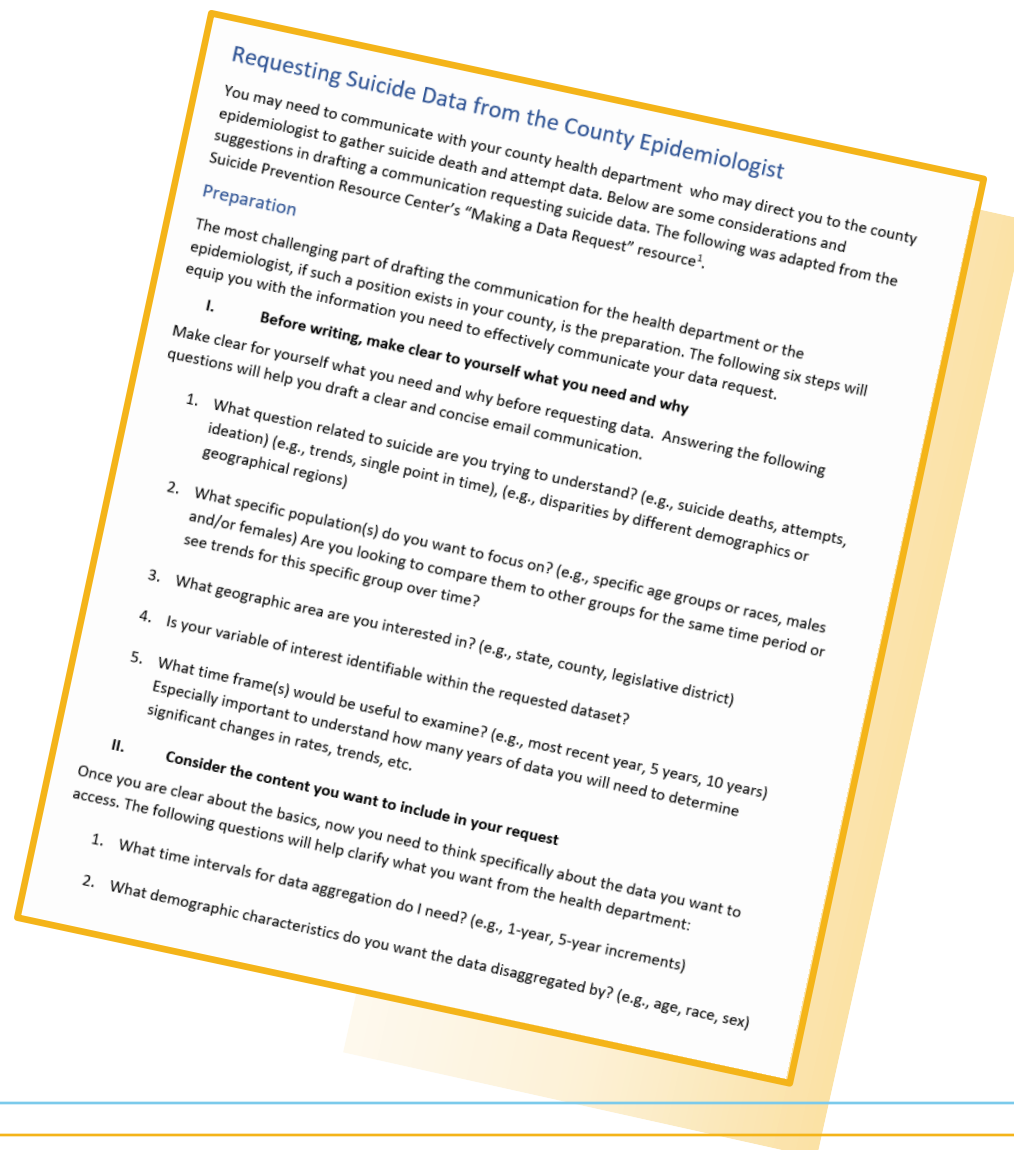 Requesting Suicide Data from the County Epidemiologist
You may need to communicate with your county health department  who may direct you to the county
epidemiologist to gather suicide death and attempt data. Below are some considerations and
suggestions in drafting a communication requesting suicide data. The following was adapted from the
Suicide Prevention Resource Center's “Making a Data Request” resource¹.
Preparation
The most challenging part of drafting the communication for the health department or the
epidemiologist, if such a position exists in your county, is the preparation. The following six steps will
equip you with the information you need to effectively communicate your data request.
I. Before writing, make clear to yourself what you need and why
Make clear for yourself what you need and why before requesting data.  Answering the following
questions will help you draft a clear and concise email communication.
1. What question related to suicide are you trying to understand? (e.g., suicide deaths, attempts,
ideation) (e.g., trends, single point in time), (e.g., disparities by different demographics or
geographical regions)
2. What specific population(s) do you want to focus on? (e.g., specific age groups or races, males
and/or females) Are you looking to compare them to other groups for the same time period or
see trends for this specific group over time?
3. What geographic area are you interested in? (e.g., state, county, legislative district)
4. Is your variable of interest identifiable within the requested dataset?
5. What time frame(s) would be useful to examine? (e.g., most recent year, 5 years, 10 years)
Especially important to understand how many years of data you will need to determine
significant changes in rates, trends, etc.
II. Consider the content you want to include in your request
Once you are clear about the basics, now you need to think specifically about the data you want to
access. The following questions will help clarify what you want from the health department:
1. What time intervals for data aggregation do I need? (e.g., 1-year, 5-year increments)
2. What demographic characteristics do you want the data disaggregated by? (e.g., age, race, sex)